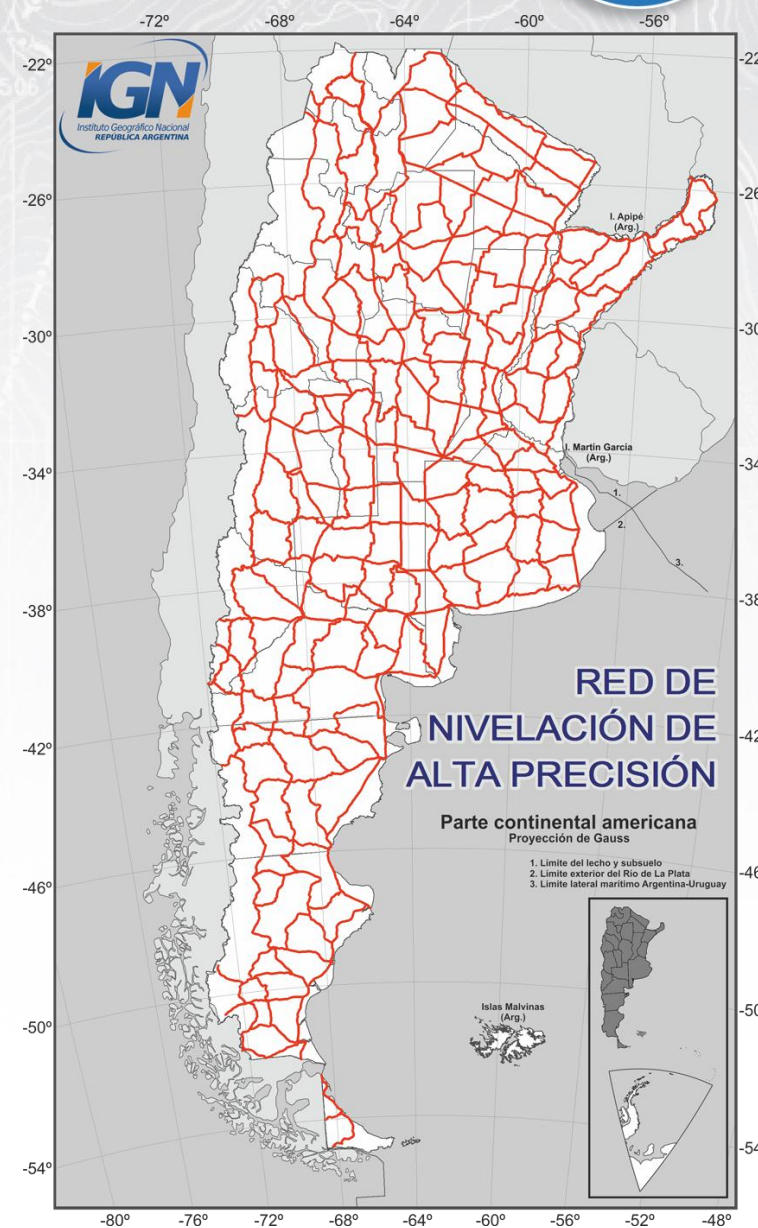 -72º -68º -64º -60º -56º
IGN
Instituto Geográfico Nacional
REPÚBLICA ARGENTINA
-22º
-26º
-30º
-34º
-38º
-42º
-46º
-50º
-54º
I. Apipé
(Arg.)
I. Martín García
(Arg.)
1.
2.
3.
RED DE
NIVELACIÓN DE
ALTA PRECISIÓN
Parte continental americana
Proyección de Gauss
1. Limite del lecho y subsuelo
2. Limite exterior del Río de La Plata
3. Limite lateral marítimo Argentina-Uruguay
Islas Malvinas
(Arg.)
-80º -76º -72º -68º -64º -60º -56º -52º -48º